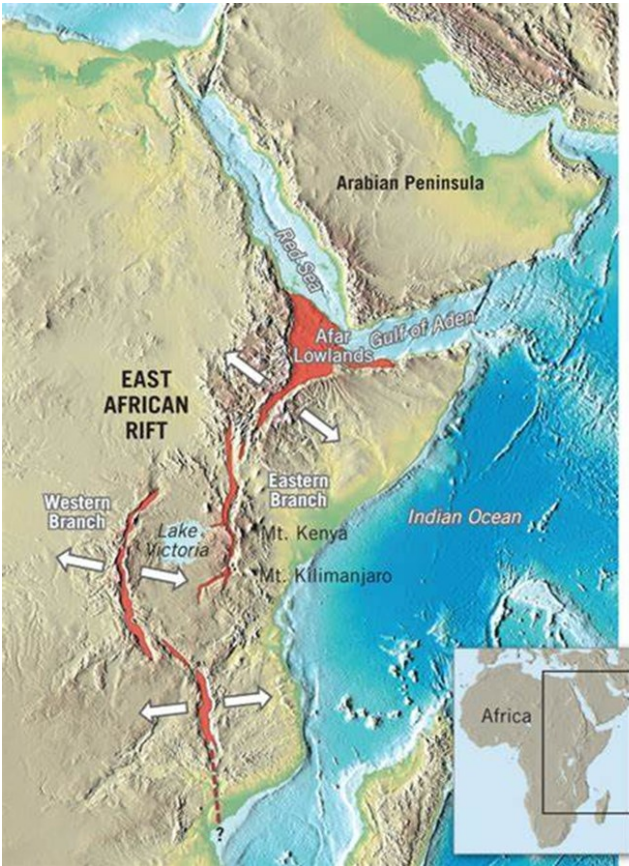 Arabian Peninsula
Red Sea
Gulf of Aden
Afar
Lowlands
EAST
AFRICAN
RIFT
Eastern
Branch
Western
Branch
Lake
Victoria
Mt. Kenya
Indian Ocean
Mt. Kilimanjaro
Africa
?